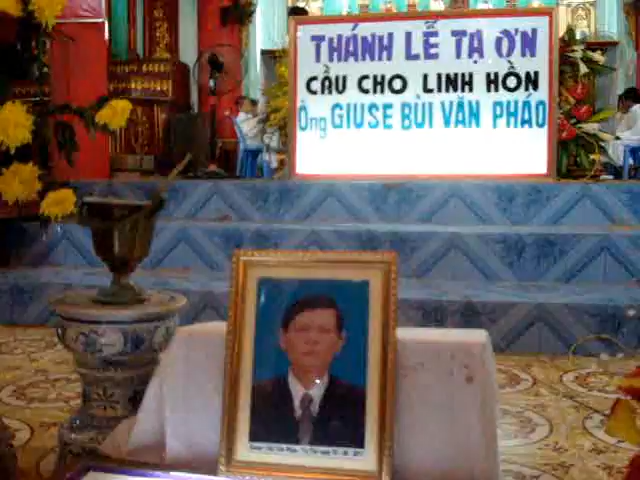 THÁNH LỄ TẠ ƠN
CẦU CHO LINH HỒN
Ông GIUSE BÙI VĂN PHÁO